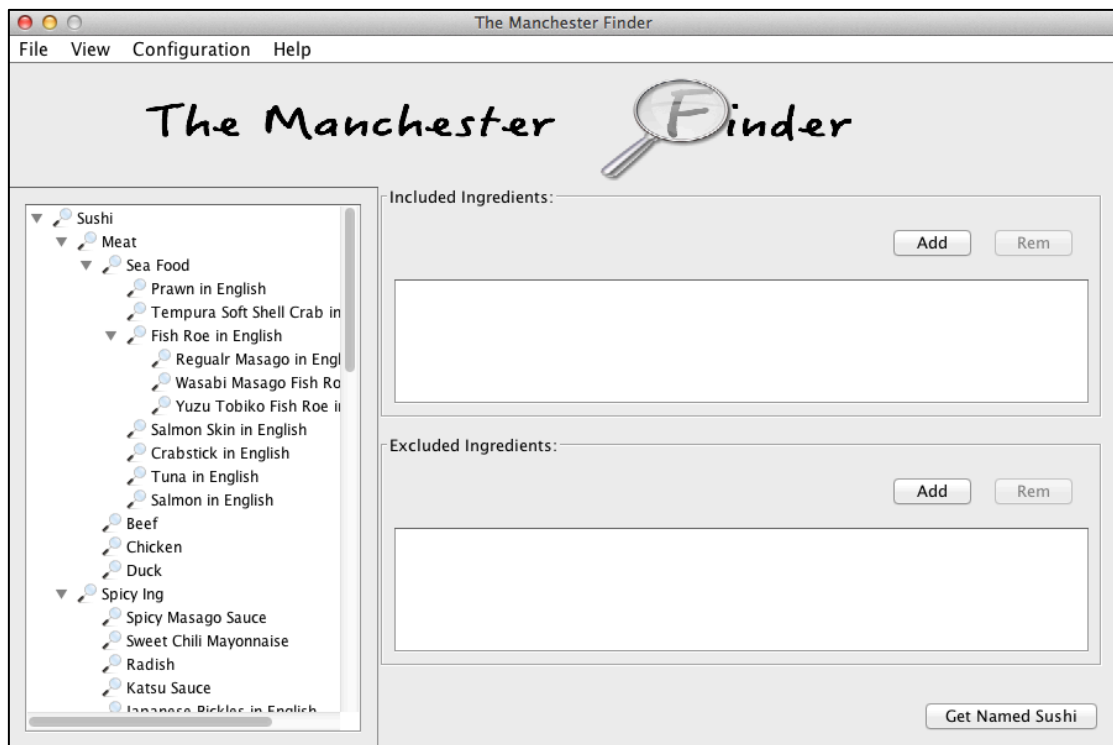 The Manchester Finder
File View Configuration Help
The Manchester Finder
Sushi
Meat
Sea Food
Prawn in English
Tempura Soft Shell Crab in
Fish Roe in English
Regualr Masago in Engl
Wasabi Masago Fish Ro
Yuzu Tobiko Fish Roe i
Salmon Skin in English
Crabstick in English
Tuna in English
Salmon in English
Beef
Chicken
Duck
Spicy Ing
Spicy Masago Sauce
Sweet Chili Mayonnaise
Radish
Katsu Sauce
Japanese Pickles in English
Included Ingredients:
Add Rem
Excluded Ingredients:
Add Rem
Get Named Sushi